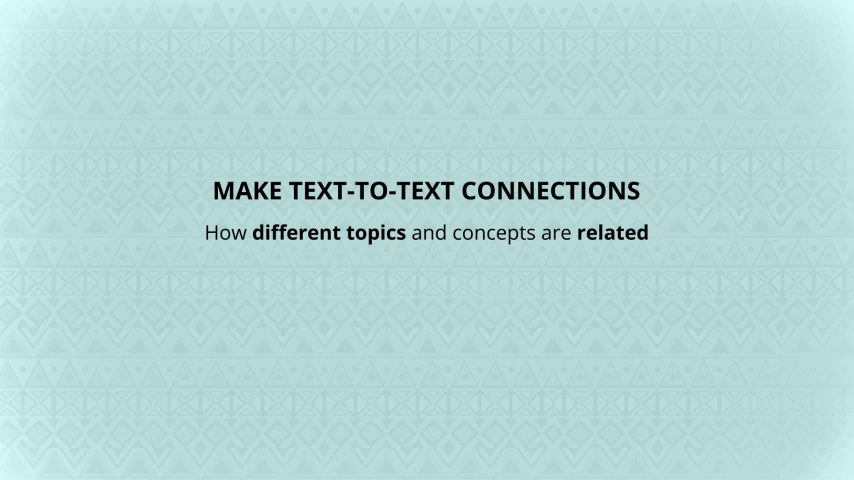 MAKE TEXT-TO-TEXT CONNECTIONS
How different topics and concepts are related